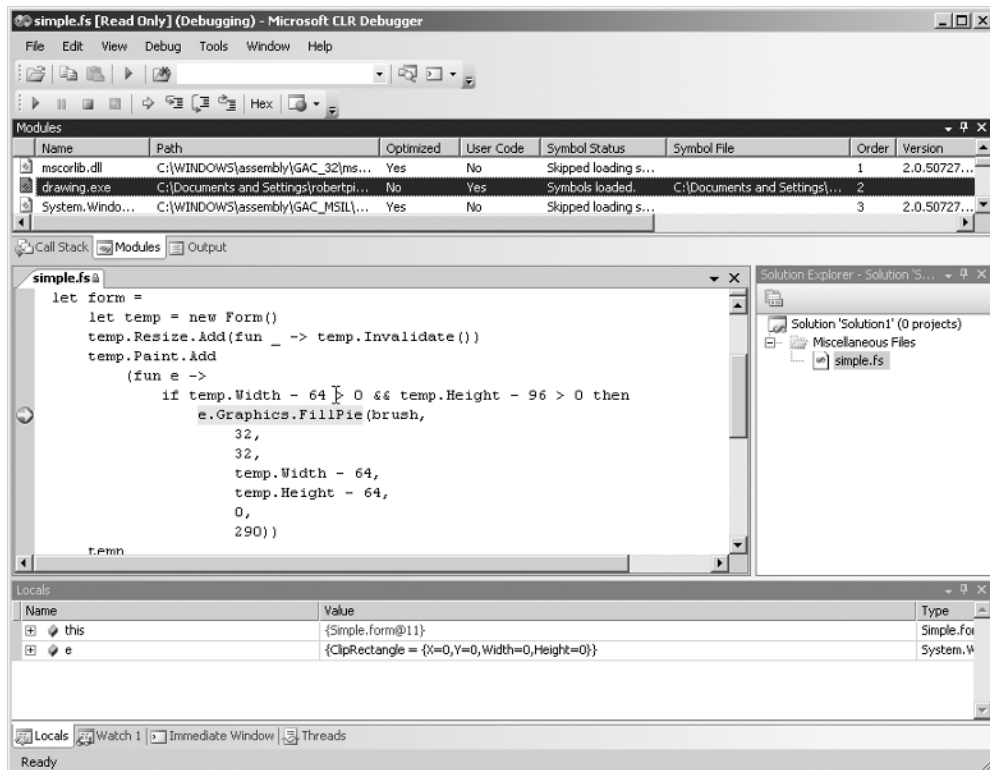 simple.fs [Read Only] (Debugging) - Microsoft CLR Debugger
File Edit View Debug Tools Window Help
Hex
Modules
Name Path Optimized User Code Symbol Status Symbol File Order Version
mscorlib.dll C:\WINDOWS\assembly\GAC_32\ms... Yes No Skipped loading s... 1 2.0.50727...
drawing.exe C:\Documents and Settings\robertpi... No Yes Symbols loaded. C:\Documents and Settings\... 2
System.Windo... C:\WINDOWS\assembly\GAC_MSIL\... Yes No Skipped loading s... 3 2.0.50727...
Call Stack Modules Output
simple.fs
let form =
let temp = new Form()
temp.Resize.Add(fun _ -> temp.Invalidate())
temp.Paint.Add
(fun e ->
if temp.Width - 64 > 0 && temp.Height - 96 > 0 then
e.Graphics.FillPie(brush,
32,
32,
temp.Width - 64,
temp.Height - 64,
0,
290))
temp
Solution Explorer - Solution 'S...
Solution 'Solution1' (0 projects)
Miscellaneous Files
simple.fs
Locals
Name Value Type
this {Simple.form@11} Simple.for
e {ClipRectangle = {X=0,Y=0,Width=0,Height=0}} System.W
Locals Watch 1 Immediate Window Threads
Ready